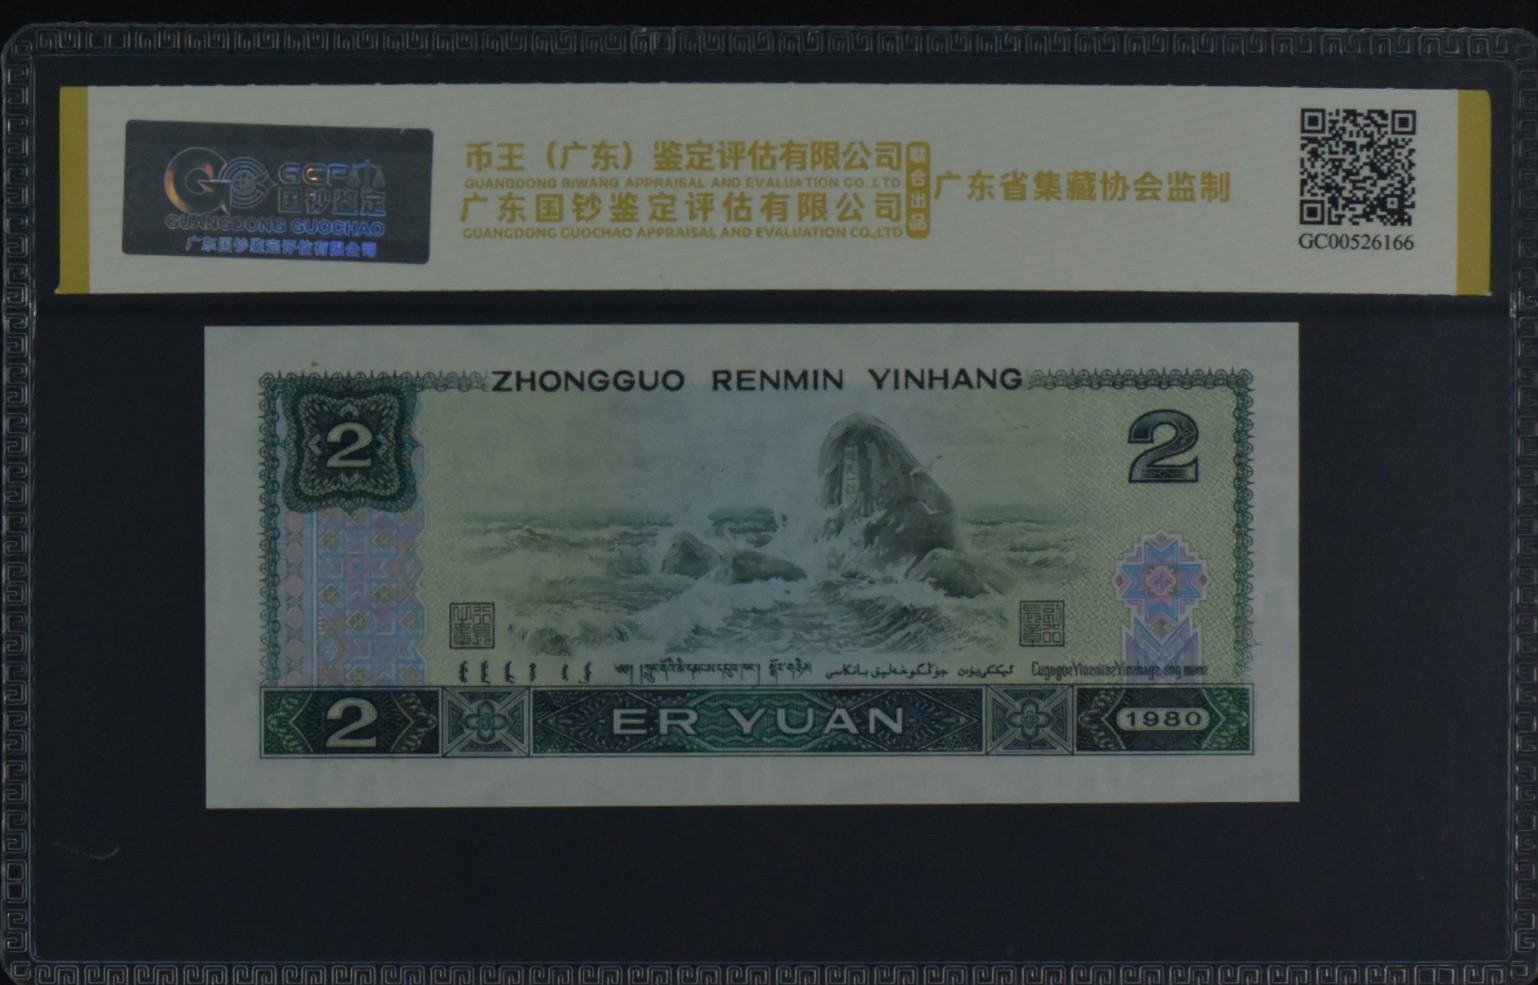 GCP
国钞鉴定
GUANGDONG GUOCHAO
广东国钞鉴定评估有限公司
币王（广东）鉴定评估有限公司
GUANGDONG BIWANG APPRAISAL AND EVALUATION CO.,LTD
广东国钞鉴定评估有限公司
GUANGDONG GUOCHAO APPRAISAL AND EVALUATION CO.,LTD
联合出品
广东省集藏协会监制
GC00526166
ZHONGGUO RENMIN YINHANG
2
2
2
ER YUAN
1980